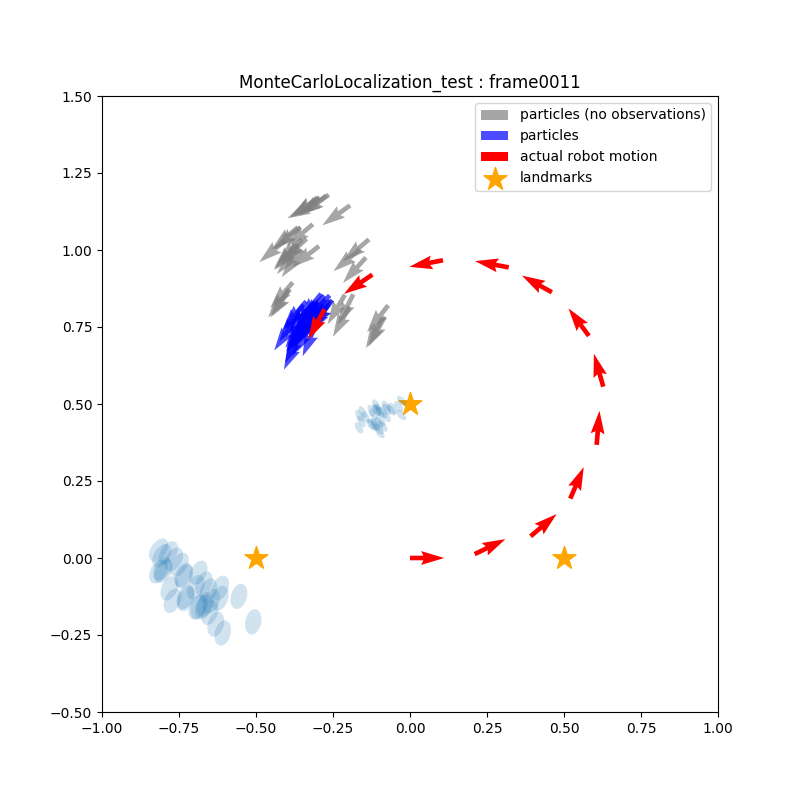 MonteCarloLocalization_test : frame0011
particles (no observations)
particles
actual robot motion
landmarks
1.50
1.25
1.00
0.75
0.50
0.25
0.00
−0.25
−0.50
−1.00 −0.75 −0.50 −0.25 0.00 0.25 0.50 0.75 1.00